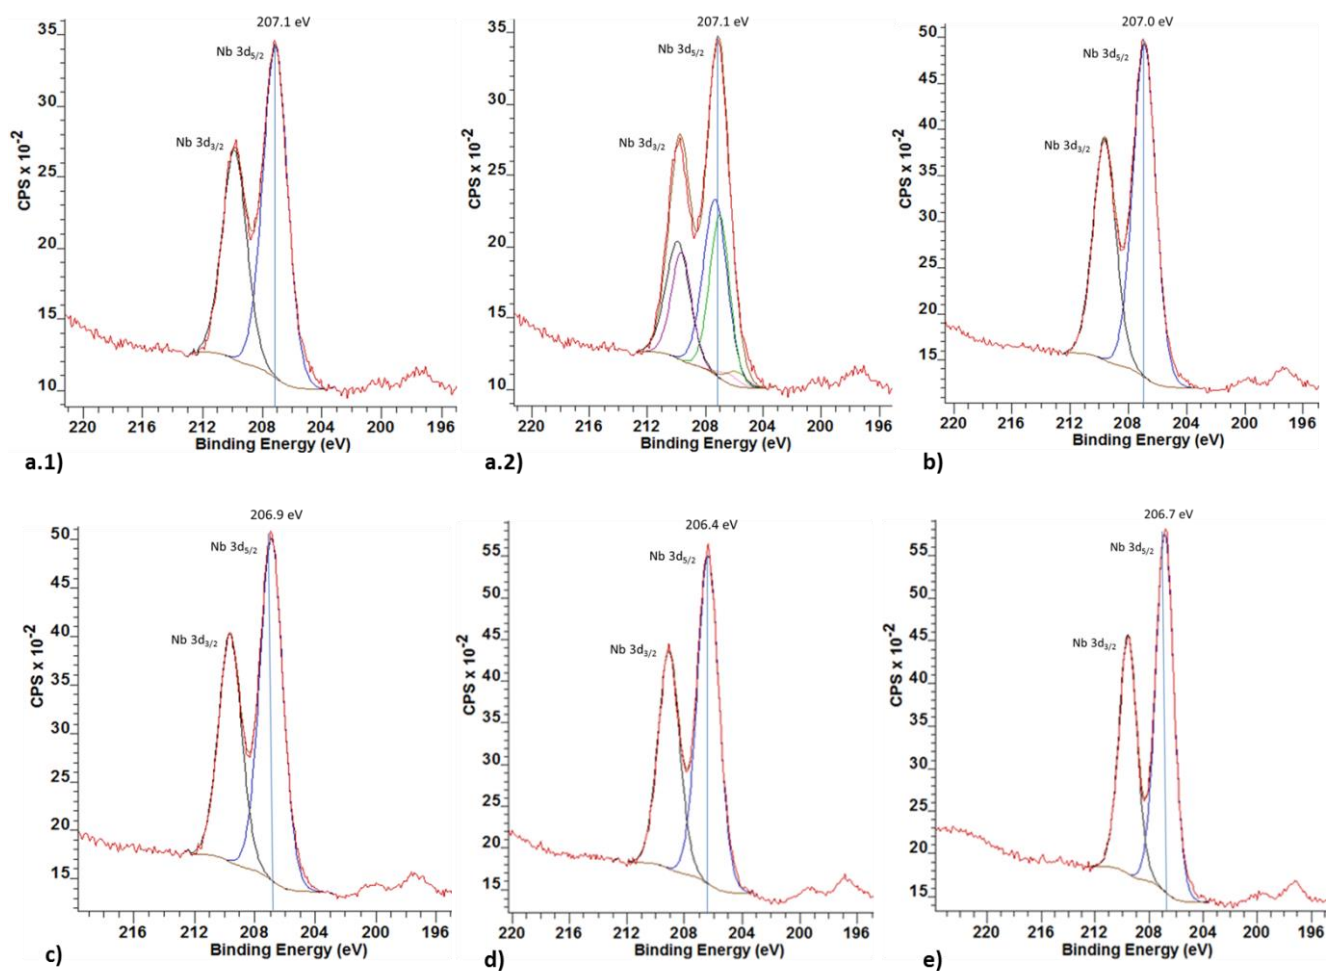 207.1 eV
35
Nb 3d5/2
30
Nb 3d3/2
25
CPS x 10-2
20
15
10
220 216 212 208 204 200 196
Binding Energy (eV)
a.1)
207.1 eV
35
Nb 3d5/2
30
Nb 3d3/2
25
CPS x 10-2
20
15
10
220 216 212 208 204 200 196
Binding Energy (eV)
a.2)
207.0 eV
50
Nb 3d5/2
45
40
Nb 3d3/2
35
CPS x 10-2
30
25
20
15
220 216 212 208 204 200 196
Binding Energy (eV)
b)
206.9 eV
50
Nb 3d5/2
45
40
Nb 3d3/2
35
CPS x 10-2
30
25
20
15
216 212 208 204 200 196
Binding Energy (eV)
c)
206.4 eV
55
Nb 3d5/2
50
45
Nb 3d3/2
40
35
CPS x 10-2
30
25
20
15
220 216 212 208 204 200 196
Binding Energy (eV)
d)
206.7 eV
55
Nb 3d5/2
50
45
Nb 3d3/2
40
35
CPS x 10-2
30
25
20
15
220 216 212 208 204 200 196
Binding Energy (eV)
e)